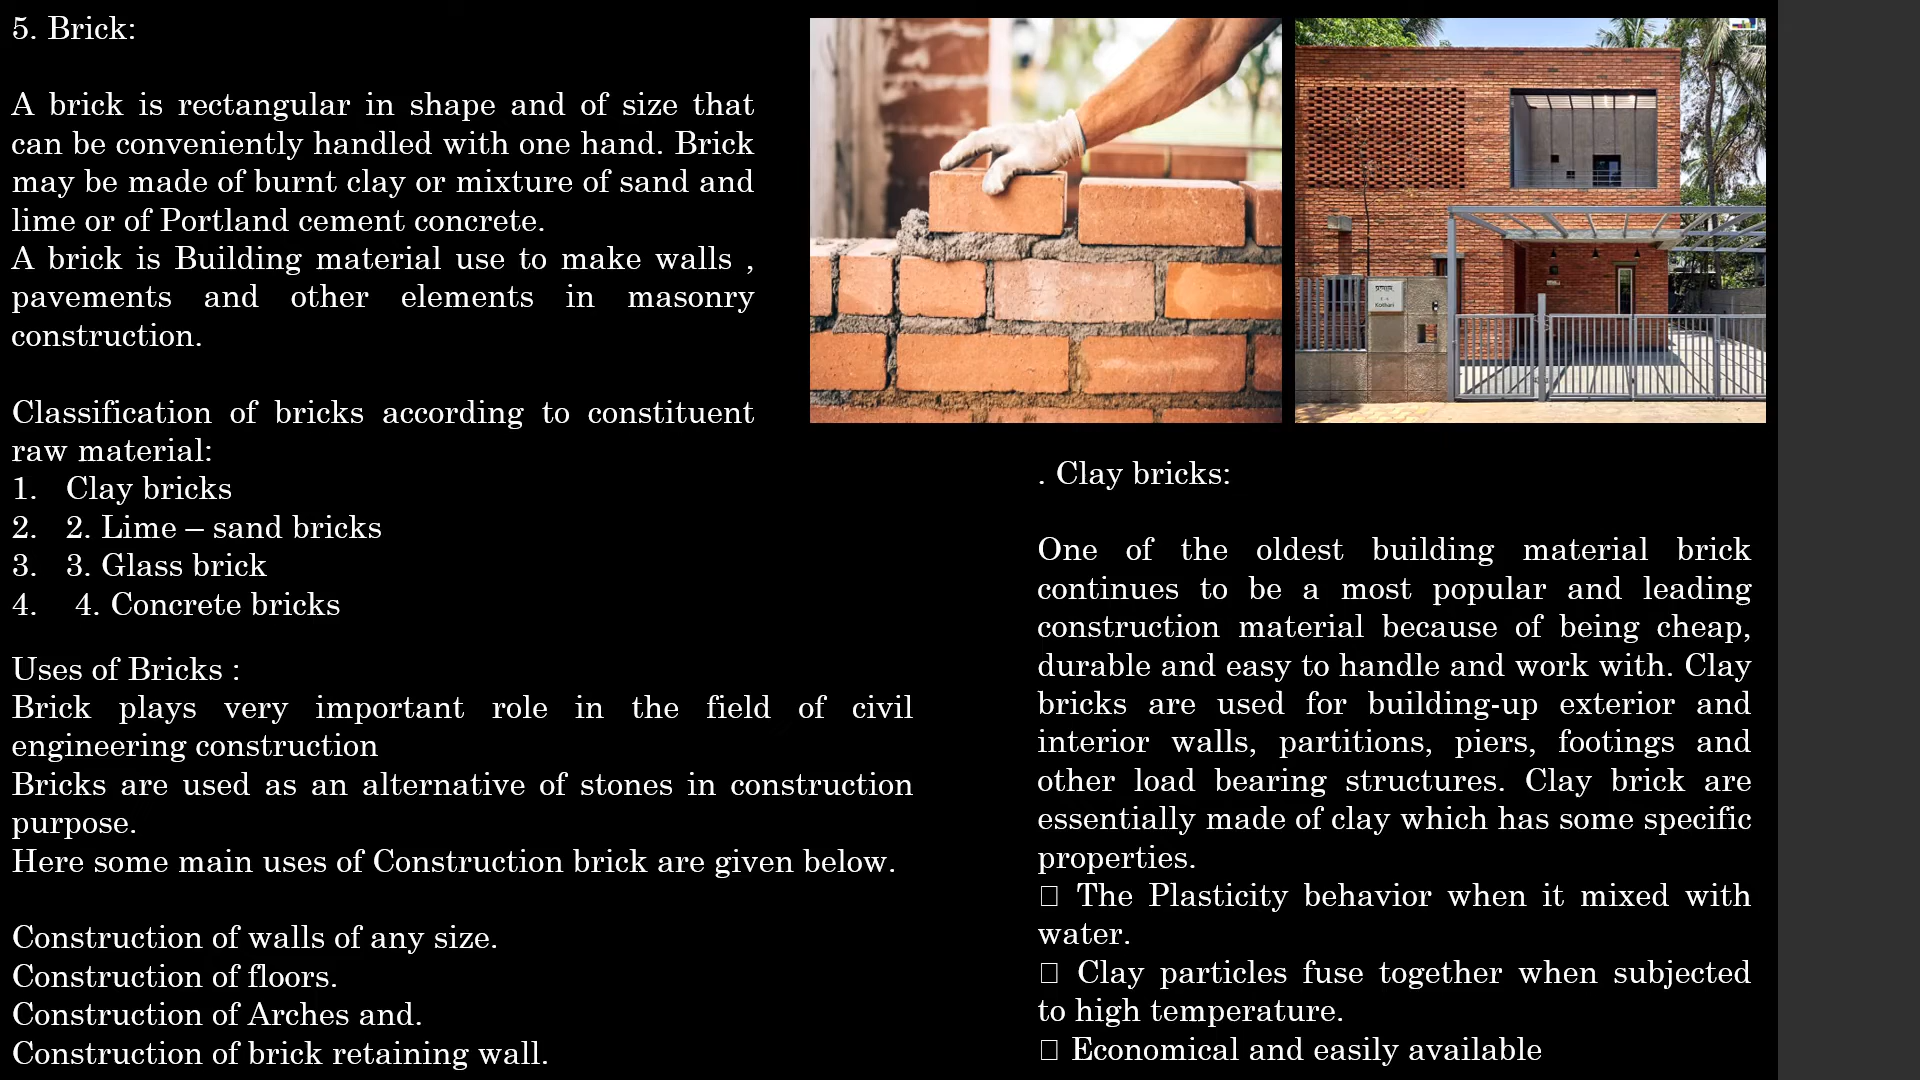 5. Brick:
A brick is rectangular in shape and of size that
can be conveniently handled with one hand. Brick
may be made of burnt clay or mixture of sand and
lime or of Portland cement concrete.
A brick is Building material use to make walls ,
pavements and other elements in masonry
construction.
Classification of bricks according to constituent
raw material:
1. Clay bricks
2. 2. Lime – sand bricks
3. 3. Glass brick
4. 4. Concrete bricks
Uses of Bricks :
Brick plays very important role in the field of civil
engineering construction
Bricks are used as an alternative of stones in construction
purpose.
Here some main uses of Construction brick are given below.
Construction of walls of any size.
Construction of floors.
Construction of Arches and.
Construction of brick retaining wall.
. Clay bricks:
One of the oldest building material brick
continues to be a most popular and leading
construction material because of being cheap,
durable and easy to handle and work with. Clay
bricks are used for building-up exterior and
interior walls, partitions, piers, footings and
other load bearing structures. Clay brick are
essentially made of clay which has some specific
properties.
 The Plasticity behavior when it mixed with
water.
 Clay particles fuse together when subjected
to high temperature.
 Economical and easily available